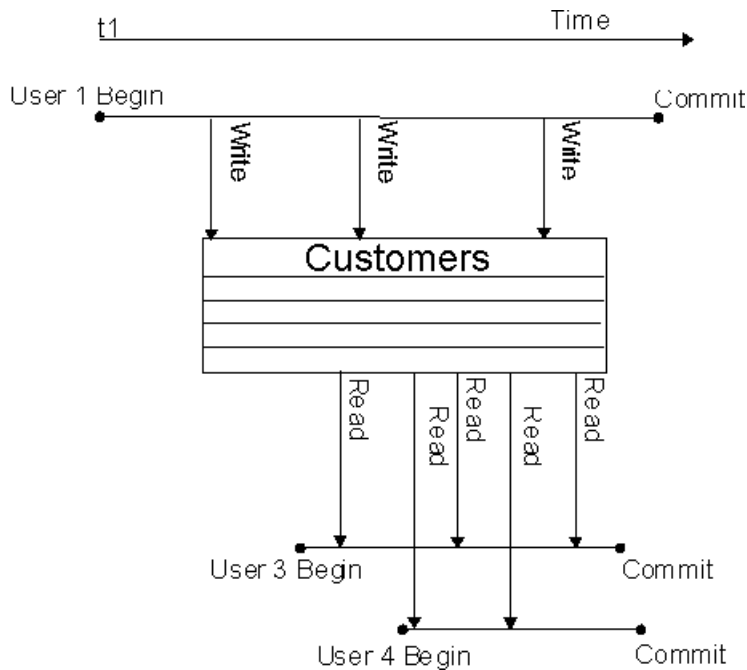 t1 Time
User 1 Begin Commit
Write Write Write
Customers
Read Read Read Read Read
User 3 Begin Commit
User 4 Begin Commit